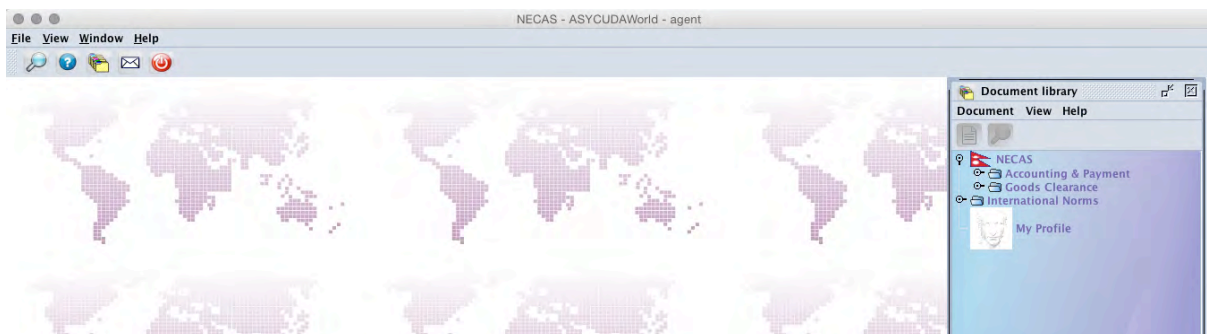 NECAS - ASYCUDAWorld - agent
File View Window Help
Document library
Document View Help
NECAS
Accounting & Payment
Goods Clearance
International Norms
My Profile